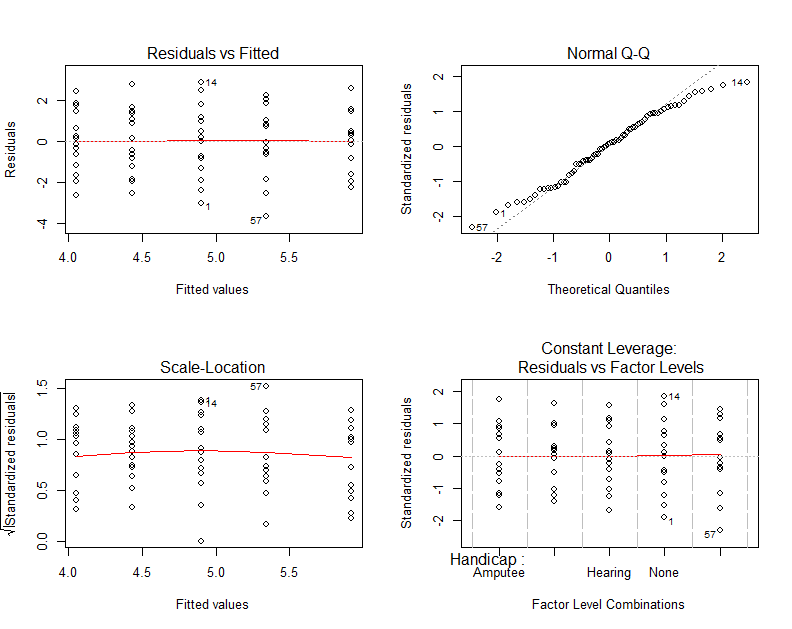 Residuals vs Fitted
Residuals
2
0
-2
-4
14
1
57
4.0 4.5 5.0 5.5
Fitted values
Normal Q-Q
Standardized residuals
2
1
0
-1
-2
14
1
57
-2 -1 0 1 2
Theoretical Quantiles
Scale-Location
√|Standardized residuals|
1.5
1.0
0.5
0.0
57
1
14
4.0 4.5 5.0 5.5
Fitted values
Constant Leverage:
Residuals vs Factor Levels
Standardized residuals
2
1
0
-1
-2
14
1
57
Handicap :
Amputee Hearing None
Factor Level Combinations